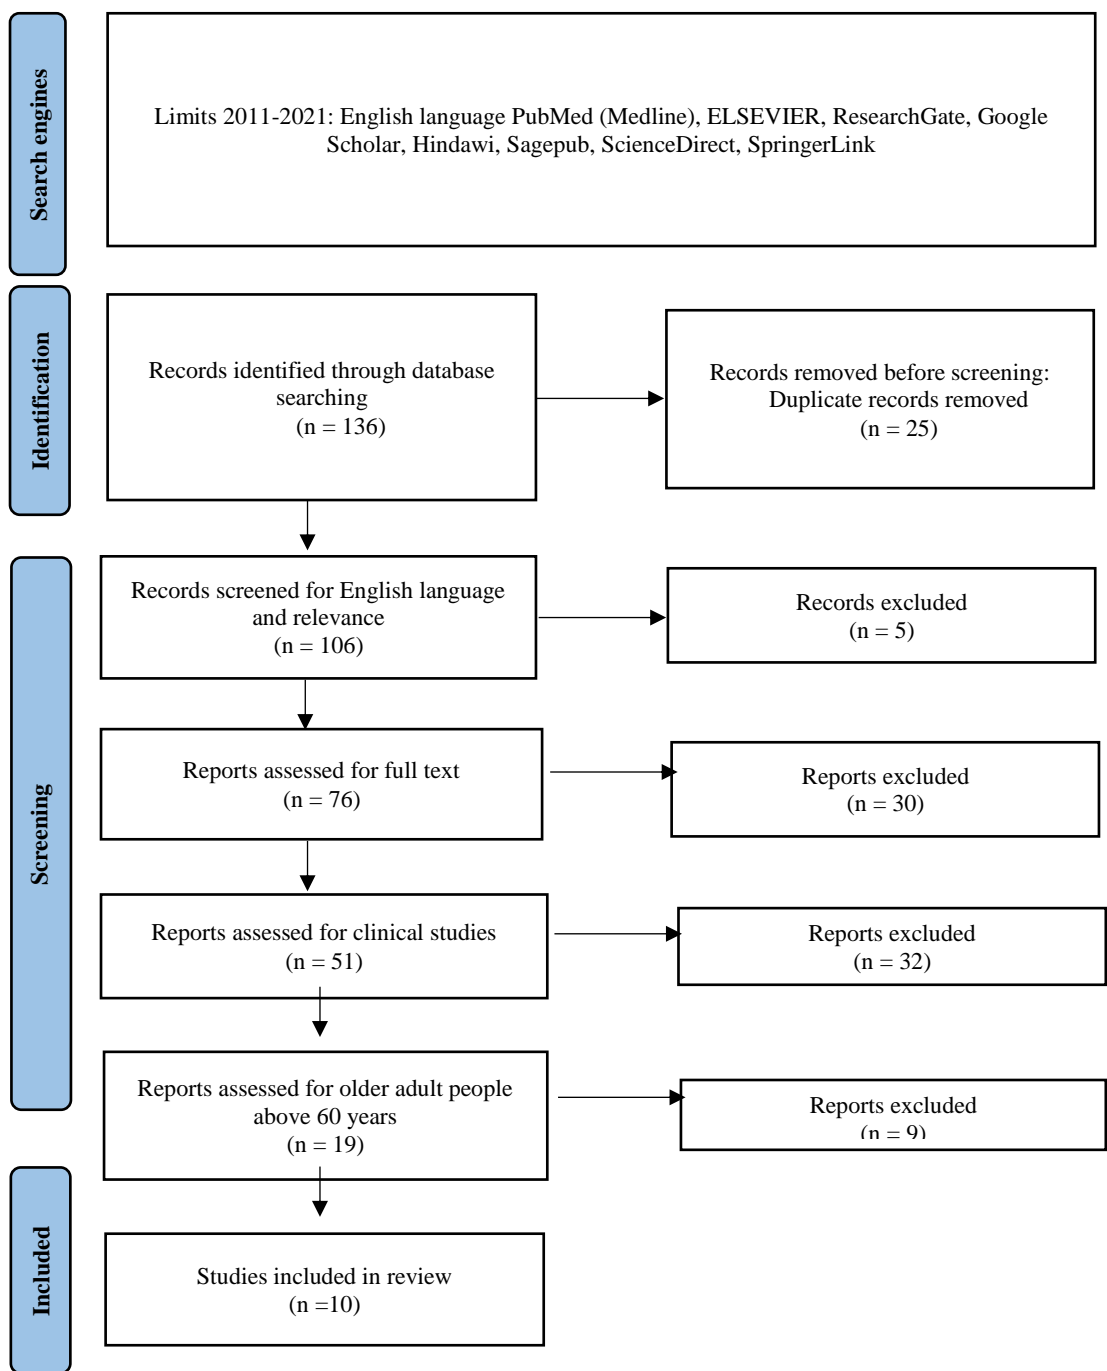 Search engines
Limits 2011-2021: English language PubMed (Medline), ELSEVIER, ResearchGate, Google
Scholar, Hindawi, Sagepub, ScienceDirect, SpringerLink
Identification
Records identified through database
searching
(n = 136)
Records removed before screening:
Duplicate records removed
(n = 25)
Screening
Records screened for English language
and relevance
(n = 106)
Records excluded
(n = 5)
Reports assessed for full text
(n = 76)
Reports excluded
(n = 30)
Reports assessed for clinical studies
(n = 51)
Reports excluded
(n = 32)
Reports assessed for older adult people
above 60 years
(n = 19)
Reports excluded
(n = 9)
Included
Studies included in review
(n =10)